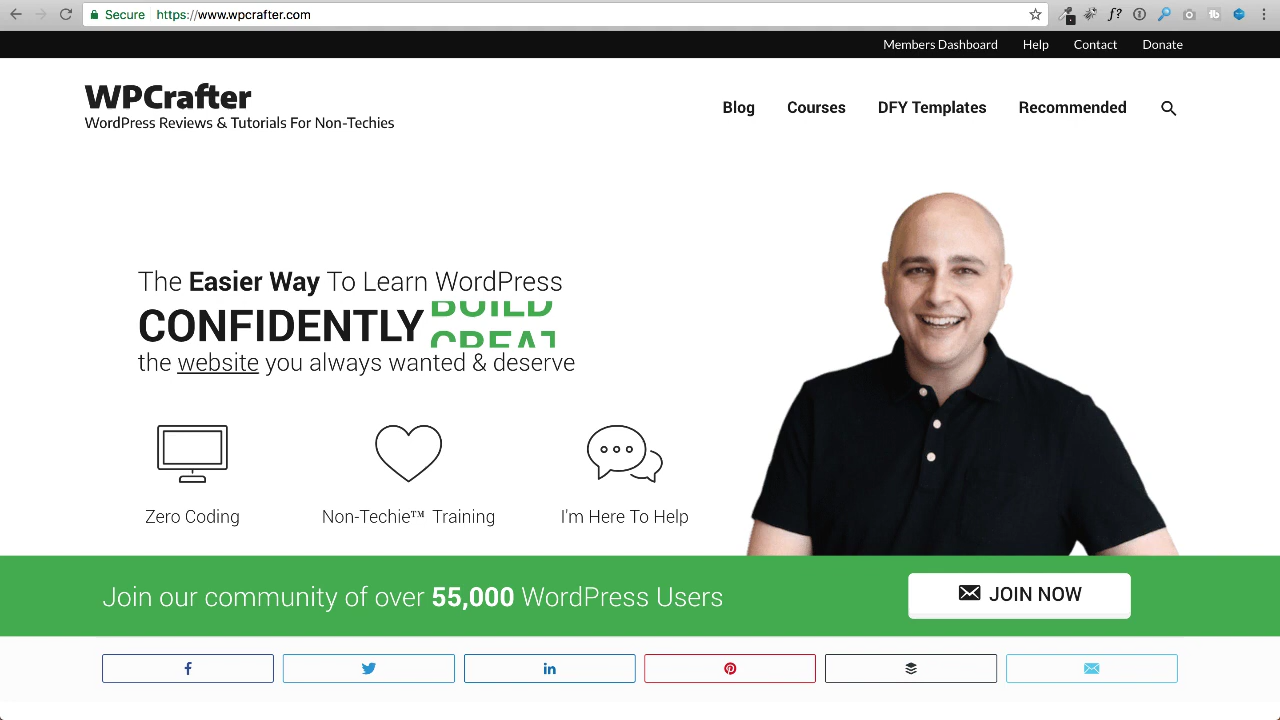 Secure https://www.wpcrafter.com
Members Dashboard Help Contact Donate
WPCrafter
WordPress Reviews & Tutorials For Non-Techies
Blog Courses DFY Templates Recommended
The Easier Way To Learn WordPress
CONFIDENTLY BUILD
the website you always wanted & deserve
Zero Coding Non-Techie™ Training I'm Here To Help
Join our community of over 55,000 WordPress Users
JOIN NOW